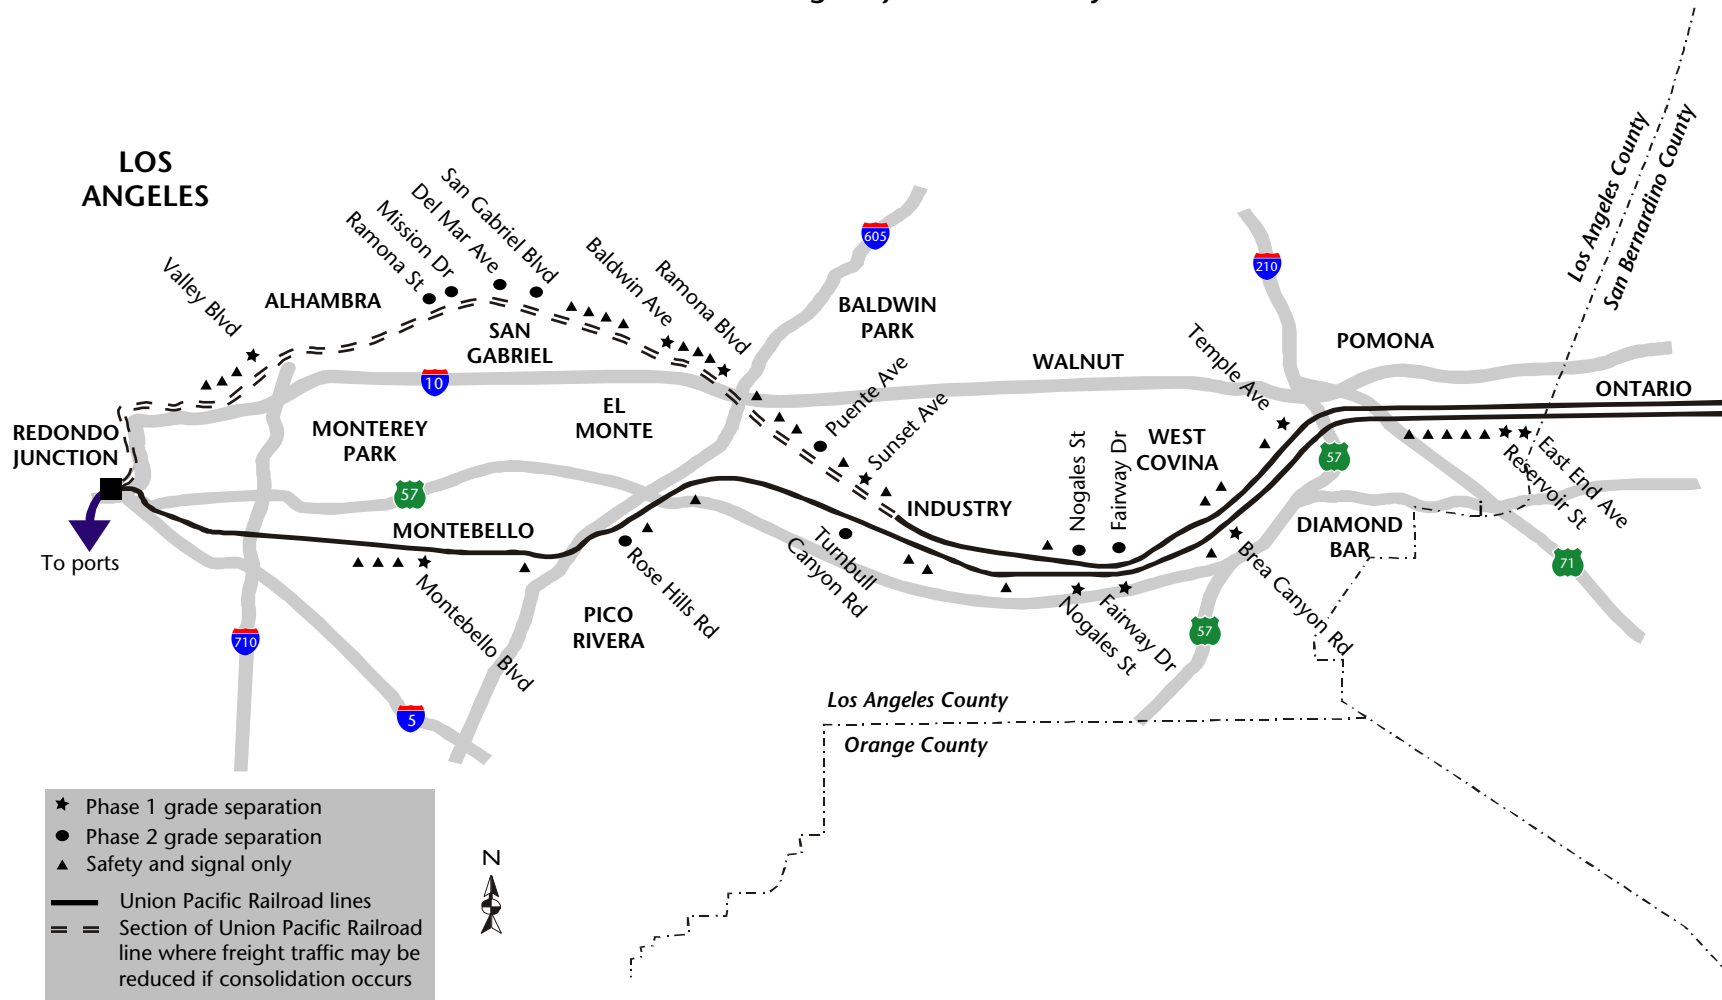 LOS
ANGELES
Valley Blvd
ALHAMBRA
Ramona St
Mission Dr
Del Mar Ave
San Gabriel Blvd
Baldwin Ave
Ramona Blvd
SAN
GABRIEL
605
BALDWIN
PARK
210
Los Angeles County
San Bernardino County
POMONA
WALNUT
Temple Ave
ONTARIO
10
Puente Ave
Sunset Ave
EL
MONTE
MONTEREY
PARK
REDONDO
JUNCTION
57
MONTEBELLO
To ports
INDUSTRY
Nogales St
Fairway Dr
WEST
COVINA
57
East End Ave
Reservoir St
DIAMOND
BAR
71
Turnbull
Canyon Rd
Rose Hills Rd
Montebello Blvd
PICO
RIVERA
Nogales St
Fairway Dr
Brea Canyon Rd
57
710
5
Los Angeles County
Orange County
Phase 1 grade separation
Phase 2 grade separation
Safety and signal only
Union Pacific Railroad lines
Section of Union Pacific Railroad
line where freight traffic may be
reduced if consolidation occurs
N